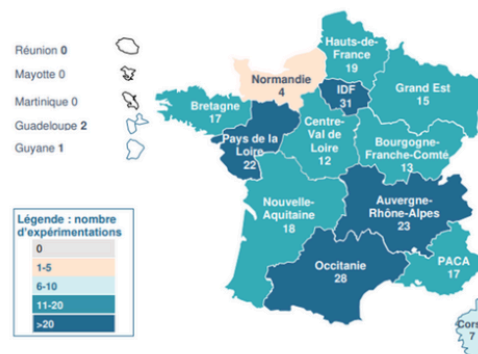 Réunion 0
Mayotte 0
Martinique 0
Guadeloupe 2
Guyane 1
Hauts-de-
France
19
Normandie
4
IDF
31
Grand Est
15
Bretagne
17
Pays de la
Loire
22
Centre-
Val de
Loire
12
Bourgogne-
Franche-Comté
13
Nouvelle-
Aquitaine
18
Auvergne-
Rhône-Alpes
23
Occitanie
28
PACA
17
Cors
7
Légende : nombre
d'expérimentations
0
1-5
6-10
11-20
>20